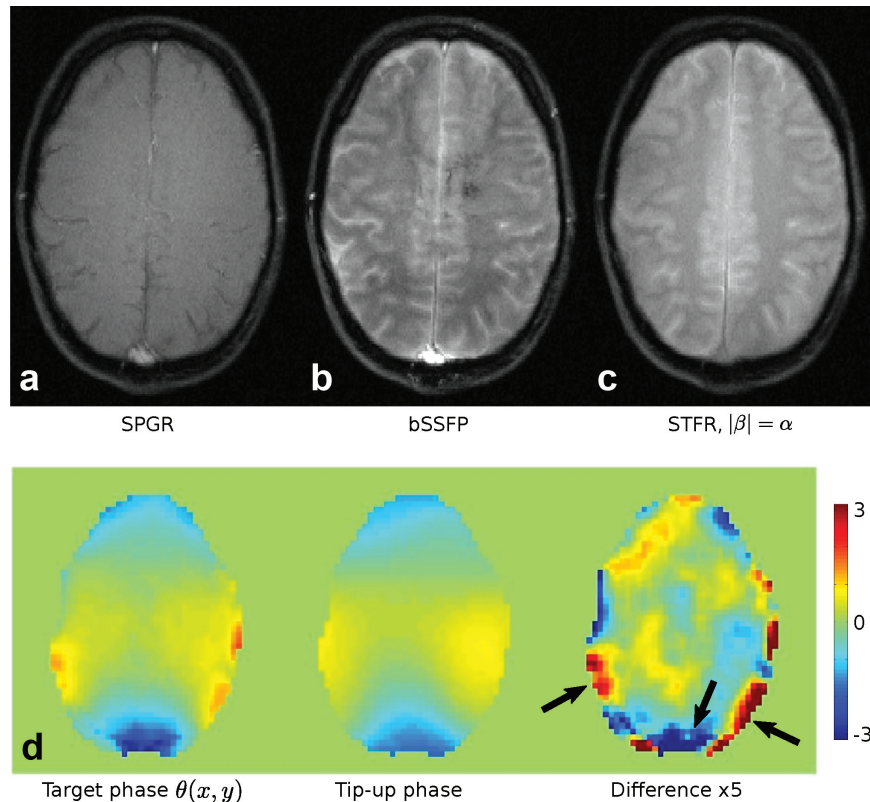 a
b
c
SPGR
bSSFP
STFR, |β| = α
3
0
-3
d
Target phase θ(x, y)
Tip-up phase
Difference x5